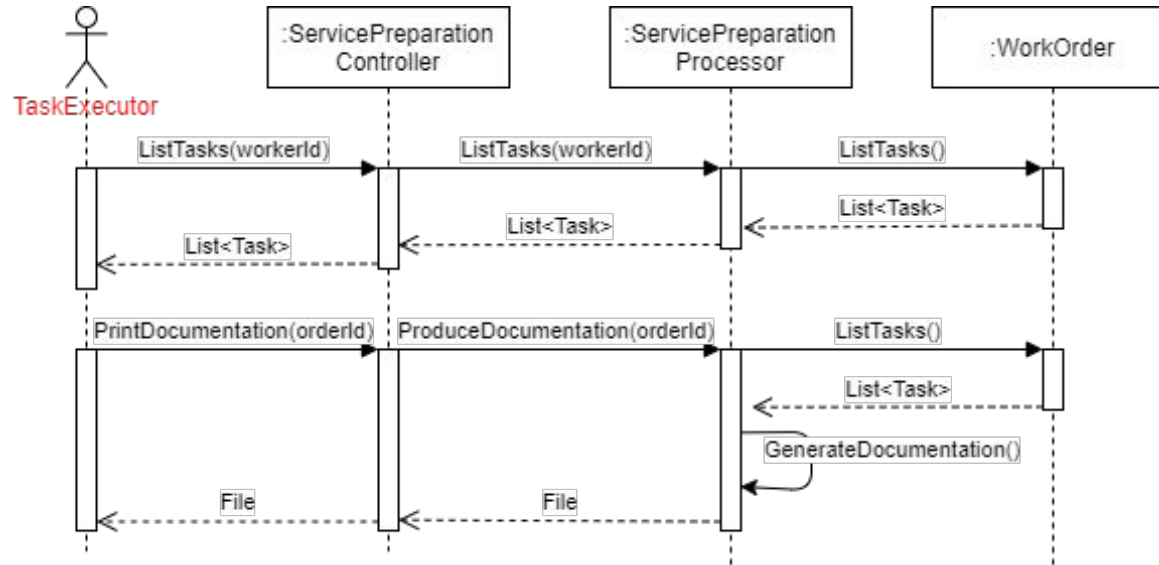 :ServicePreparation
Controller
:ServicePreparation
Processor
:WorkOrder
TaskExecutor
ListTasks(workerId)
ListTasks(workerId)
ListTasks()
List<Task>
List<Task>
List<Task>
PrintDocumentation(orderId)
ProduceDocumentation(orderId)
ListTasks()
List<Task>
GenerateDocumentation()
File
File